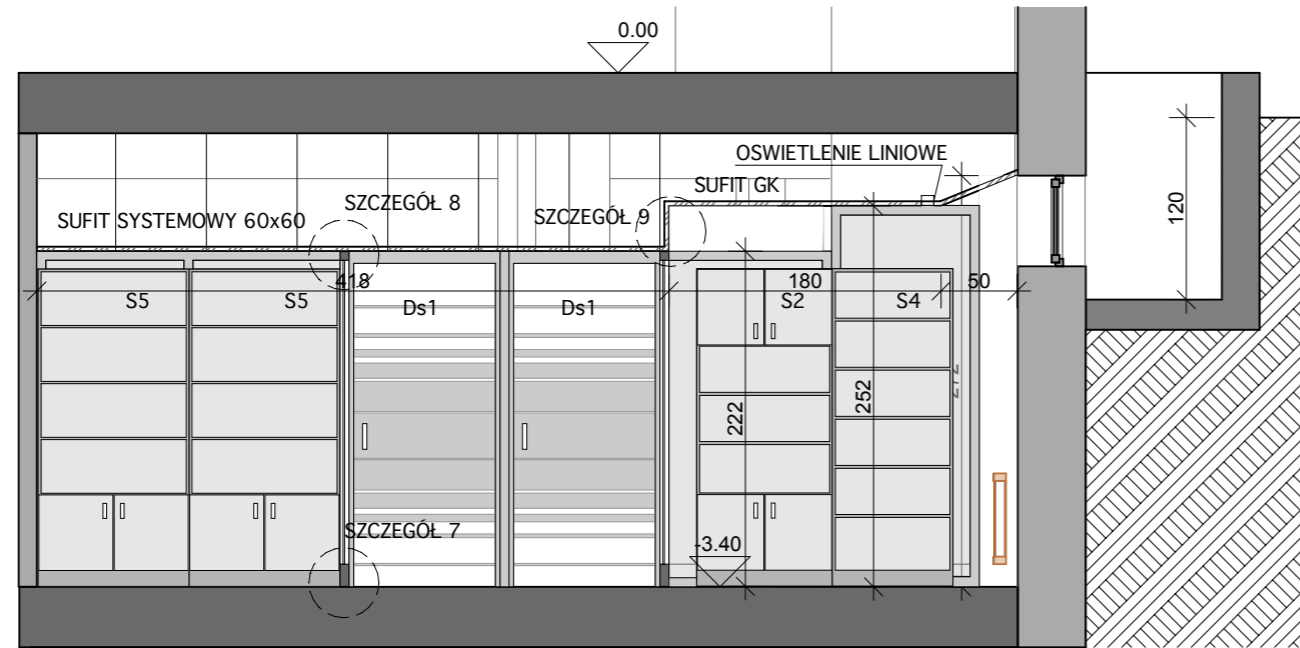 0.00
OSWIETLENIE LINIOWE
SUFIT GK
SZCZEGÓŁ 8
SUFIT SYSTEMOWY 60x60
SZCZEGÓŁ 9
120
418
180
50
S5
S5
Ds1
Ds1
S2
S4
222
252
SZCZEGÓŁ 7
-3.40